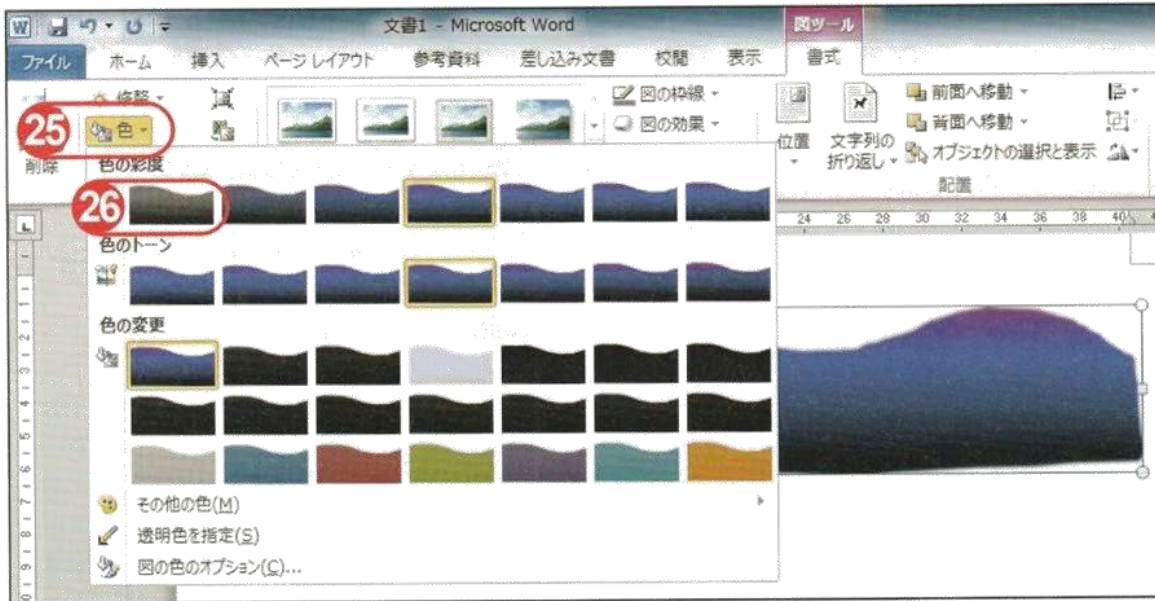 文書1 - Microsoft Word
図ツール
ファイル ホーム 挿入 ページ レイアウト 参考資料 差し込み文書 校閲 表示 書式
修整
25 色
削除
図の枠線
図の効果
位置
文字列の
折り返し
前面へ移動
背面へ移動
オブジェクトの選択と表示
配置
色の彩度
26
色のトーン
色の変更
その他の色(M)
透明色を指定(S)
図の色のオプション(C)...
24 26 28 30 32 34 36 38 40